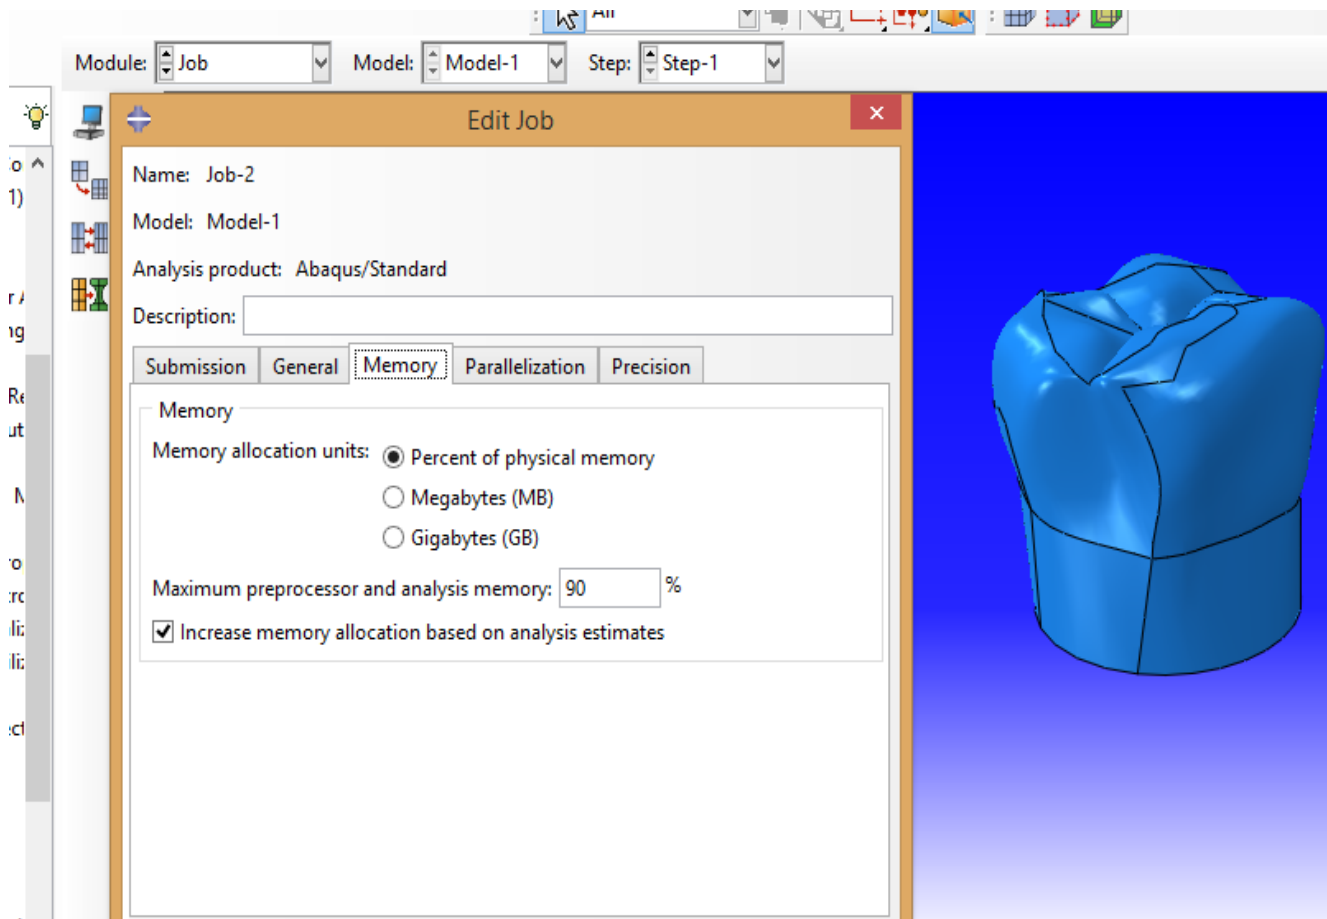 All
Module: Job Model: Model-1 Step: Step-1
Edit Job
Name: Job-2
Model: Model-1
Analysis product: Abaqus/Standard
Description:
Submission General Memory Parallelization Precision
Memory
Memory allocation units: Percent of physical memory
Megabytes (MB)
Gigabytes (GB)
Maximum preprocessor and analysis memory: 90 %
Increase memory allocation based on analysis estimates